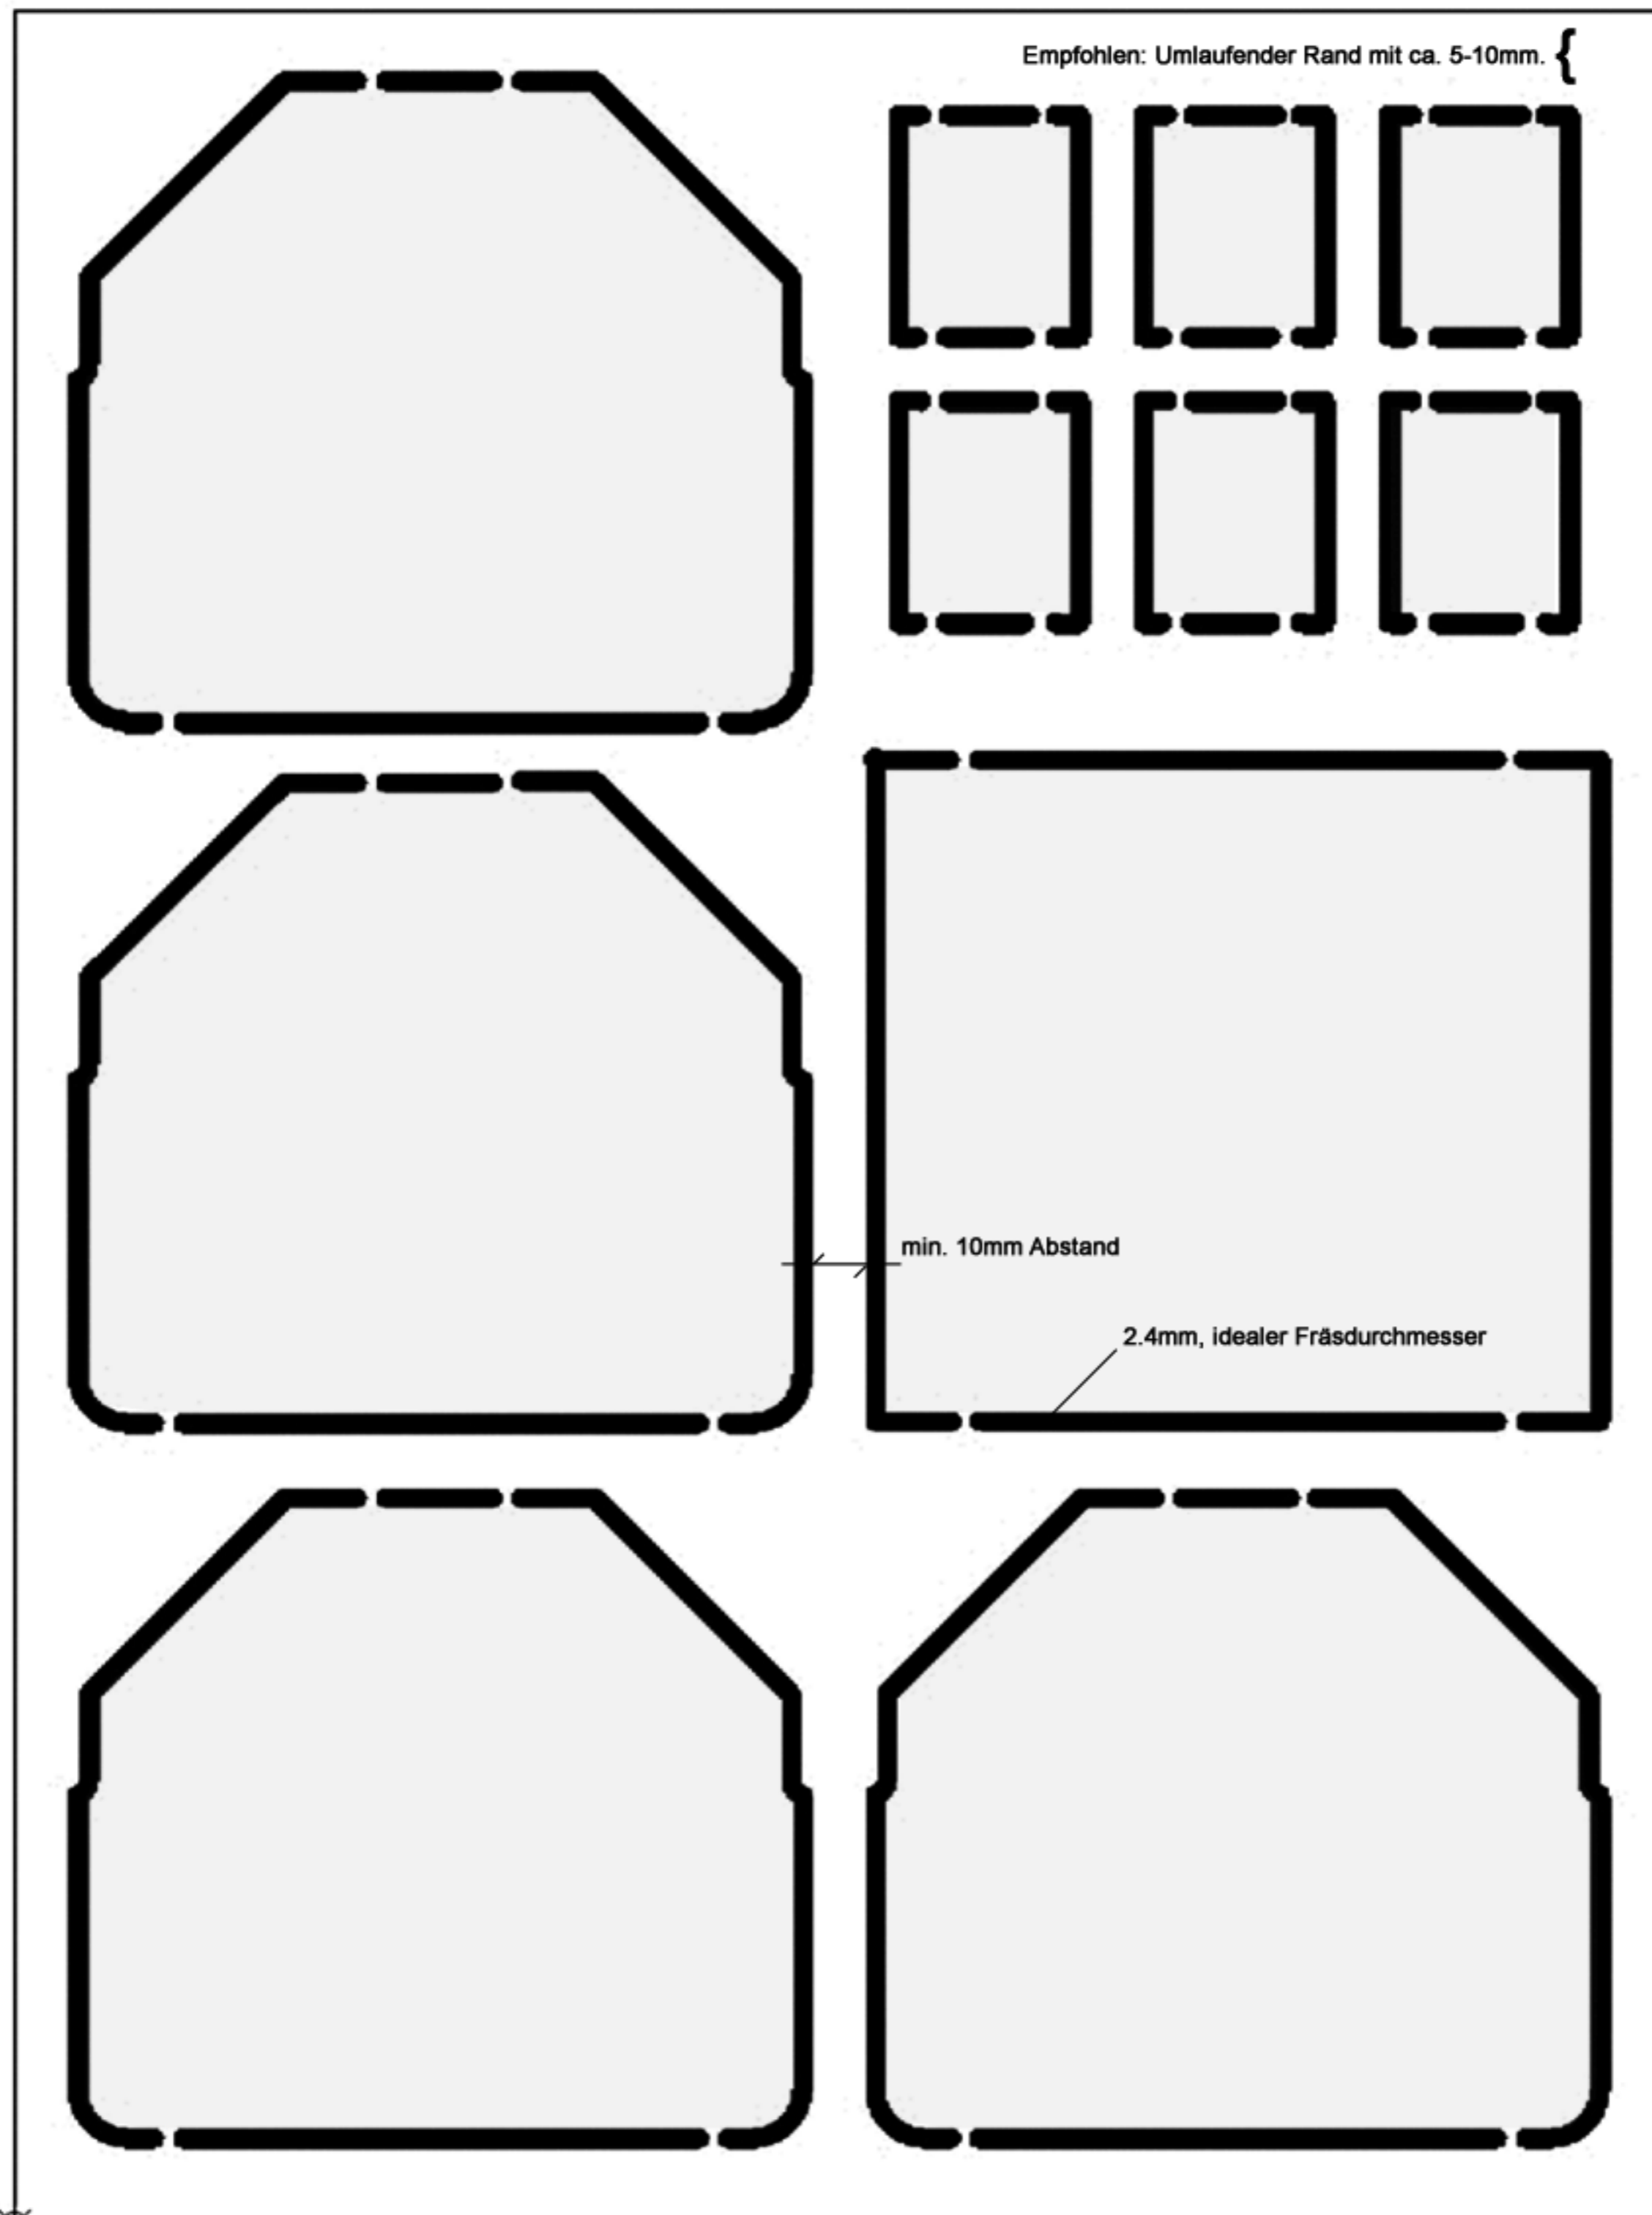 Empfohlen: Umlaufender Rand mit ca. 5-10mm. {
min. 10mm Abstand
2.4mm, idealer Fräsdurchmesser